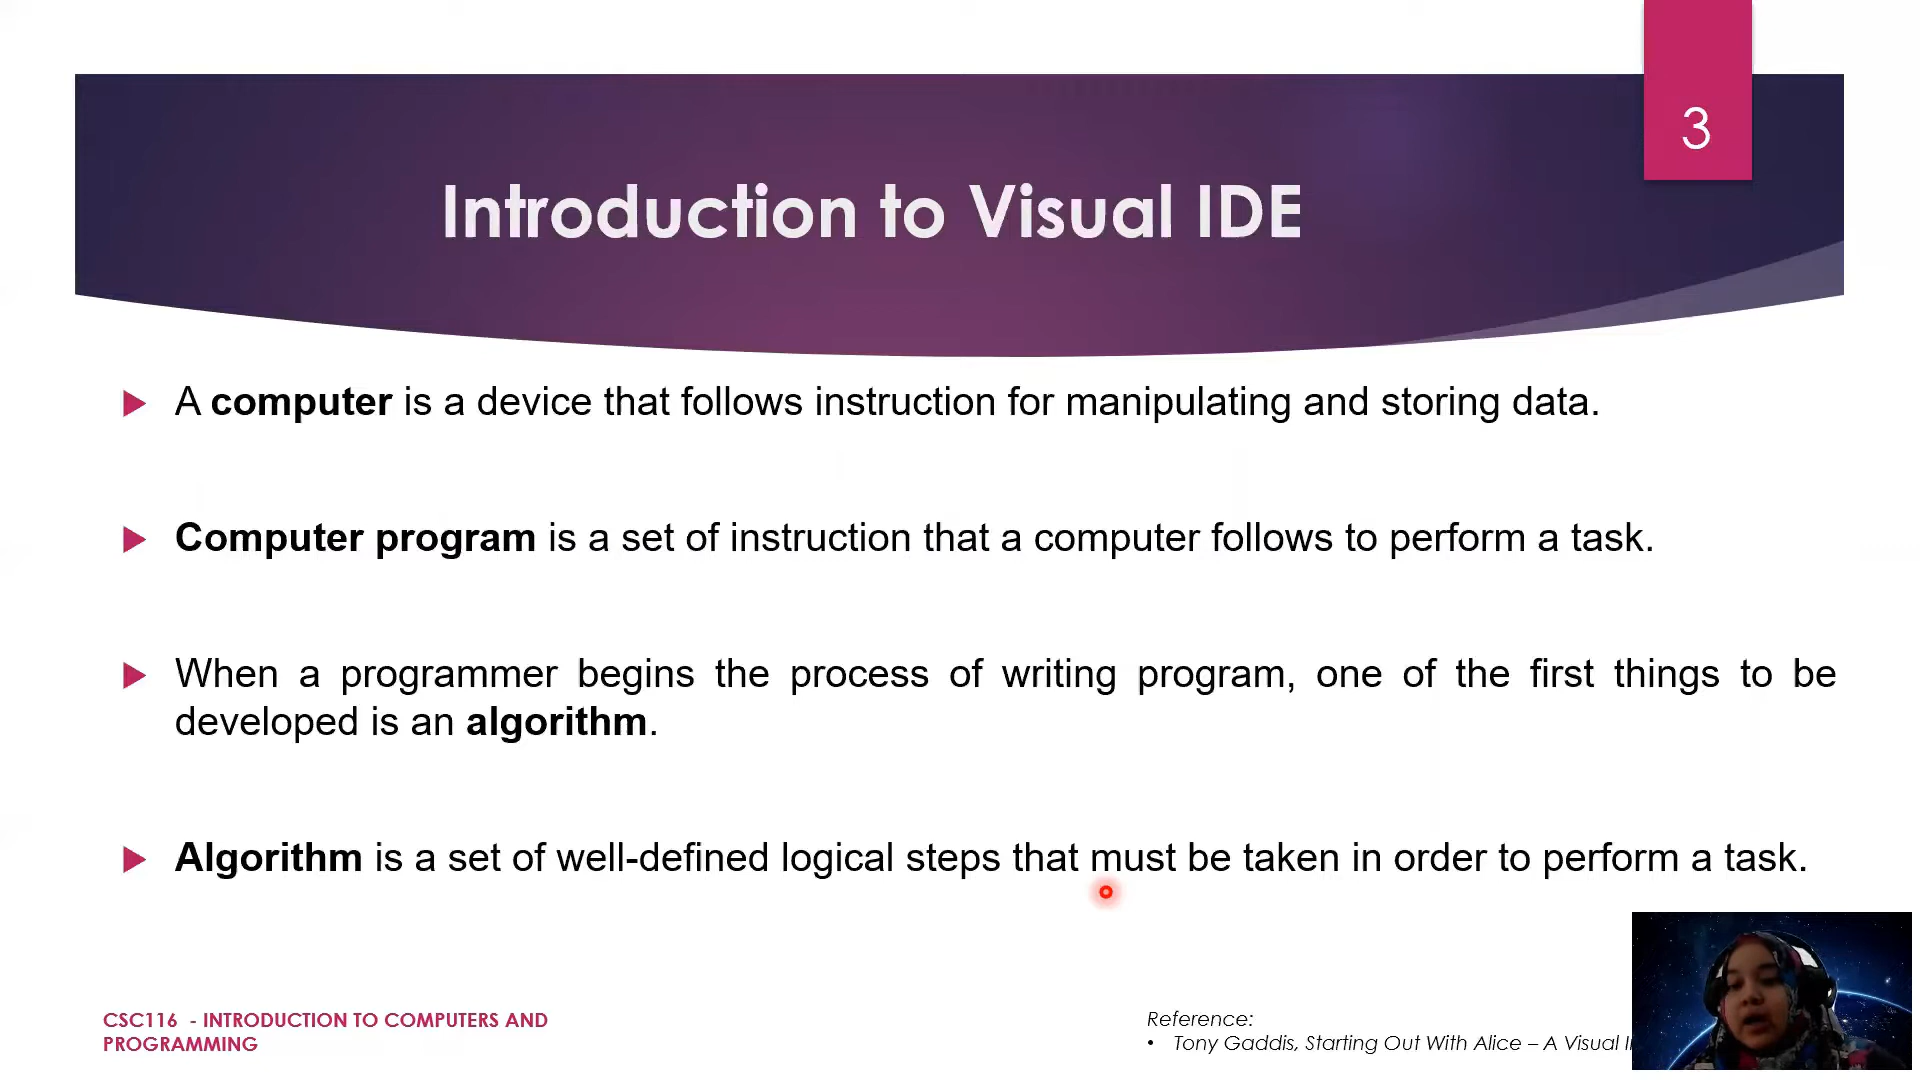 3
Introduction to Visual IDE
A computer is a device that follows instruction for manipulating and storing data.
Computer program is a set of instruction that a computer follows to perform a task.
When a programmer begins the process of writing program, one of the first things to be
developed is an algorithm.
Algorithm is a set of well-defined logical steps that must be taken in order to perform a task.
CSC116 - INTRODUCTION TO COMPUTERS AND
PROGRAMMING
Reference:
• Tony Gaddis, Starting Out With Alice – A Visual